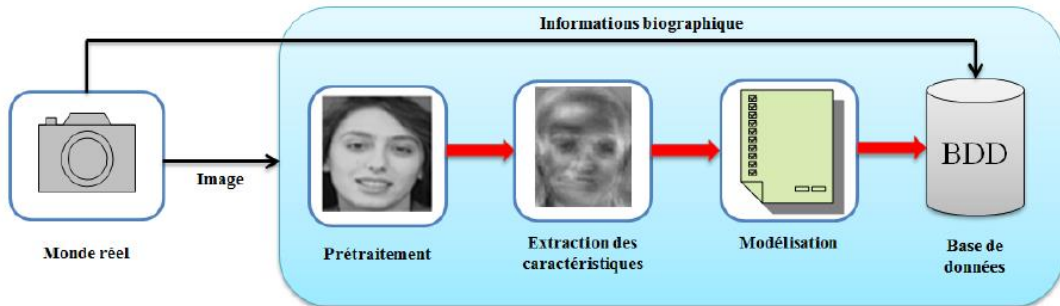 Informations biographique
Image
BDD
Monde réel
Prétraitement
Extraction des
caractéristiques
Modélisation
Base de
données